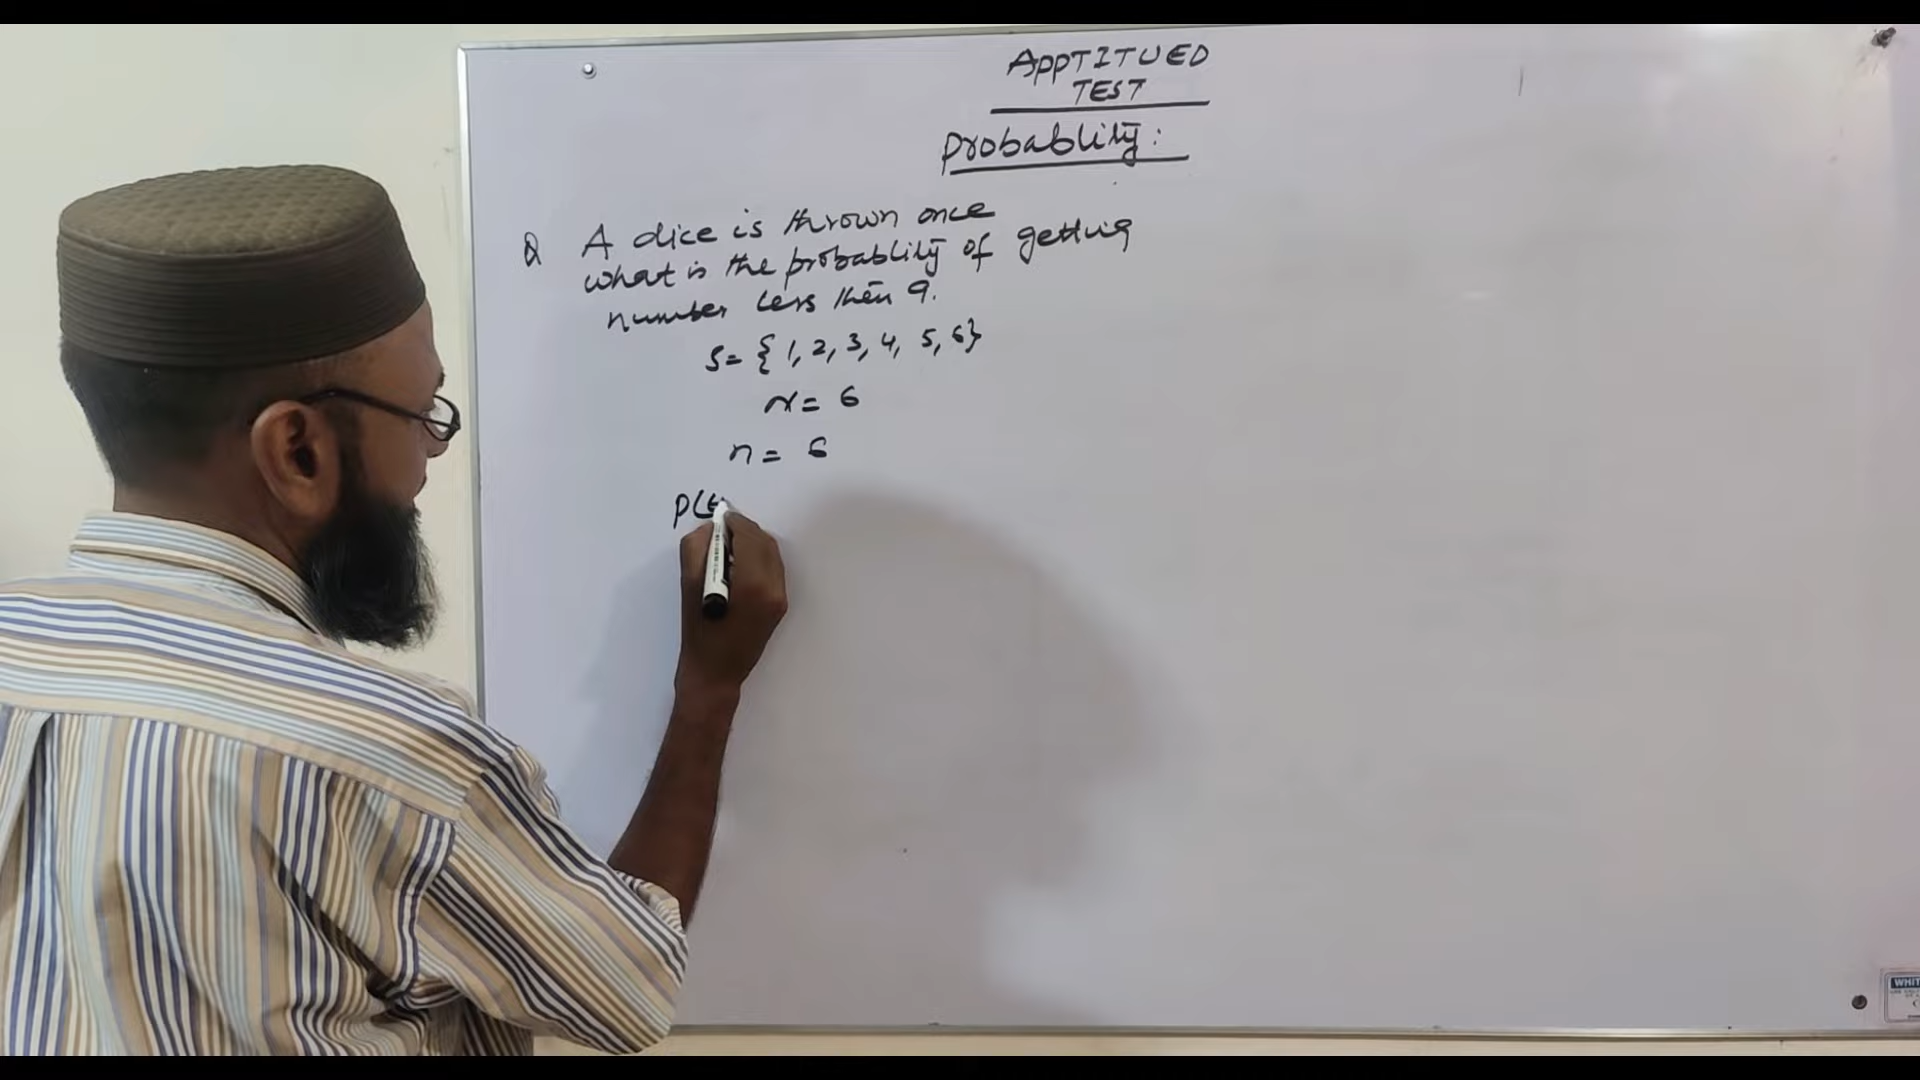 APPTITUED
TEST
Probablity:
Q A dice is thrown once
what is the probablity of getting
number less then 9.
S = { 1, 2, 3, 4, 5, 6}
r = 6
n = 6
P(E
WHIT